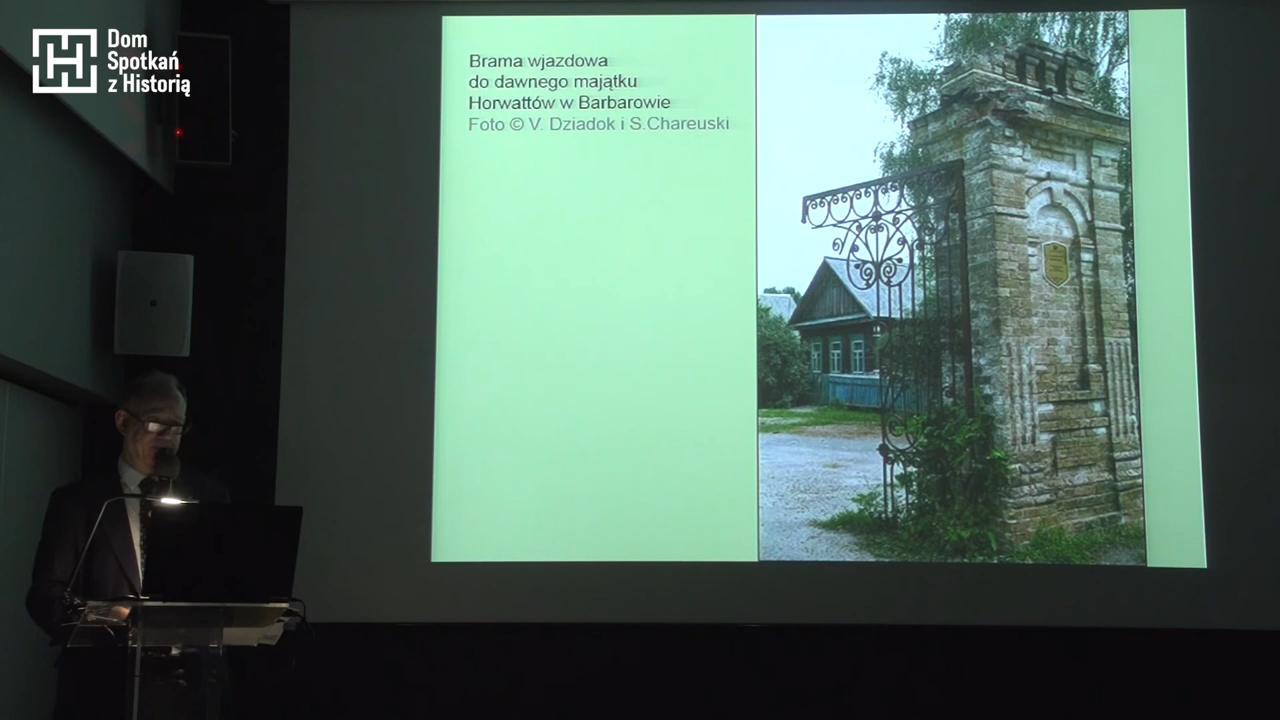 Dom
Spotkań
z Historią
Brama wjazdowa
do dawnego majątku
Horwattów w Barbarowie
Foto © V. Dziadok i S.Chareuski